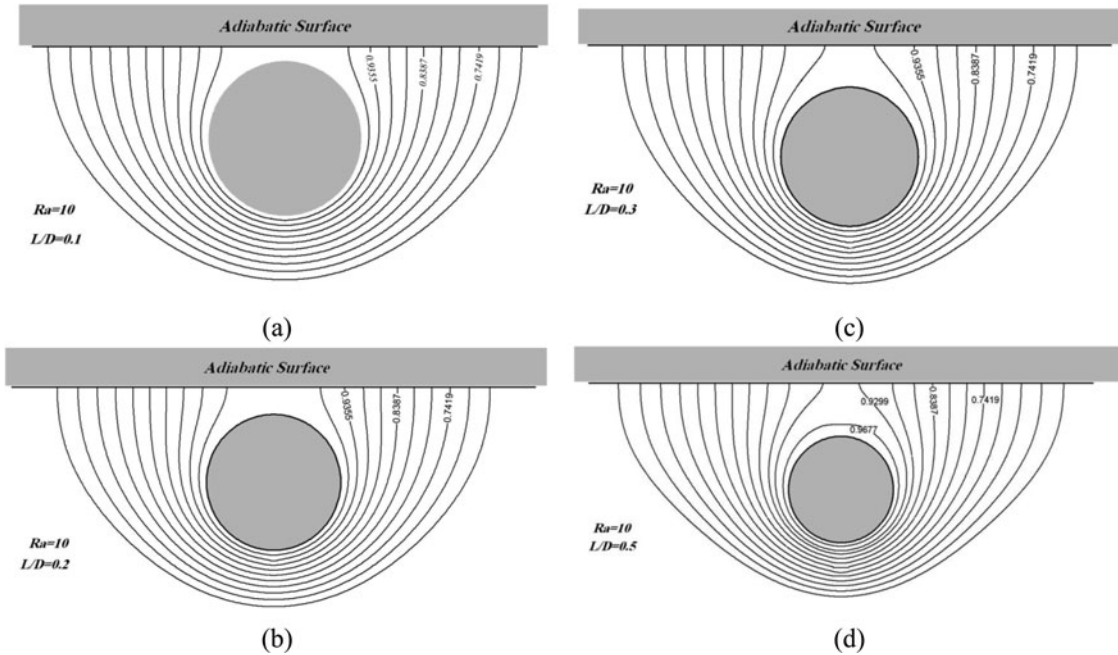 Adiabatic Surface
0.9355
0.8387
0.7419
Ra=10
L/D=0.1
(a)
Adiabatic Surface
0.9355
0.8387
0.7419
Ra=10
L/D=0.3
(c)
Adiabatic Surface
0.9355
0.8387
0.7419
Ra=10
L/D=0.2
(b)
Adiabatic Surface
0.9299
0.8387
0.7419
0.9677
Ra=10
L/D=0.5
(d)